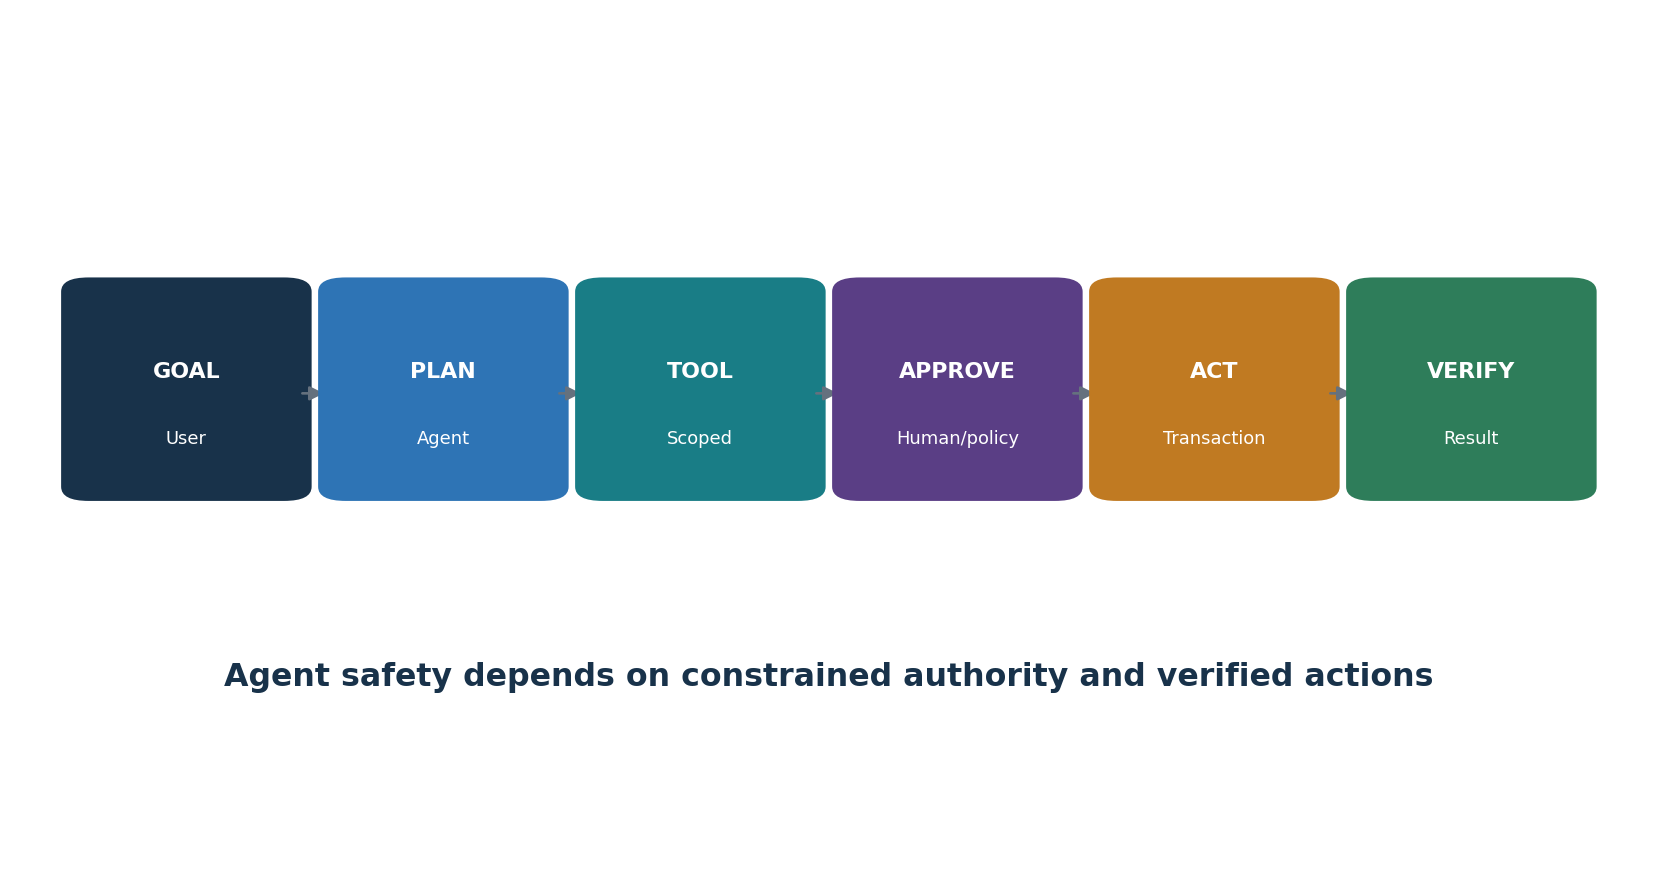 GOAL
User
PLAN
Agent
TOOL
Scoped
APPROVE
Human/policy
ACT
Transaction
VERIFY
Result
Agent safety depends on constrained authority and verified actions